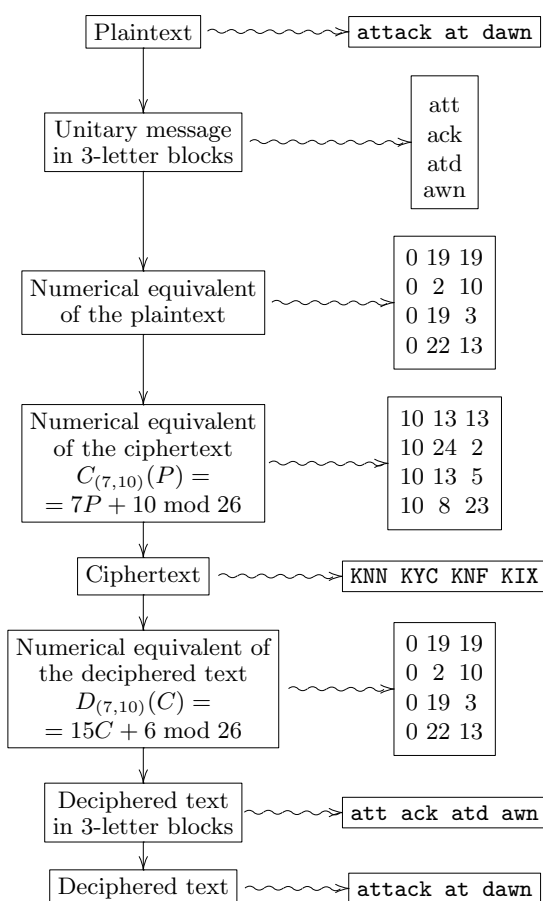 Plaintext
attack at dawn
Unitary message
in 3-letter blocks
att
ack
atd
awn
Numerical equivalent
of the plaintext
0 19 19
0 2 10
0 19 3
0 22 13
Numerical equivalent
of the ciphertext
C(7,10)(P) =
= 7P + 10 mod 26
10 13 13
10 24 2
10 13 5
10 8 23
Ciphertext
KNN KYC KNF KIX
Numerical equivalent of
the deciphered text
D(7,10)(C) =
= 15C + 6 mod 26
0 19 19
0 2 10
0 19 3
0 22 13
Deciphered text
in 3-letter blocks
att ack atd awn
Deciphered text
attack at dawn